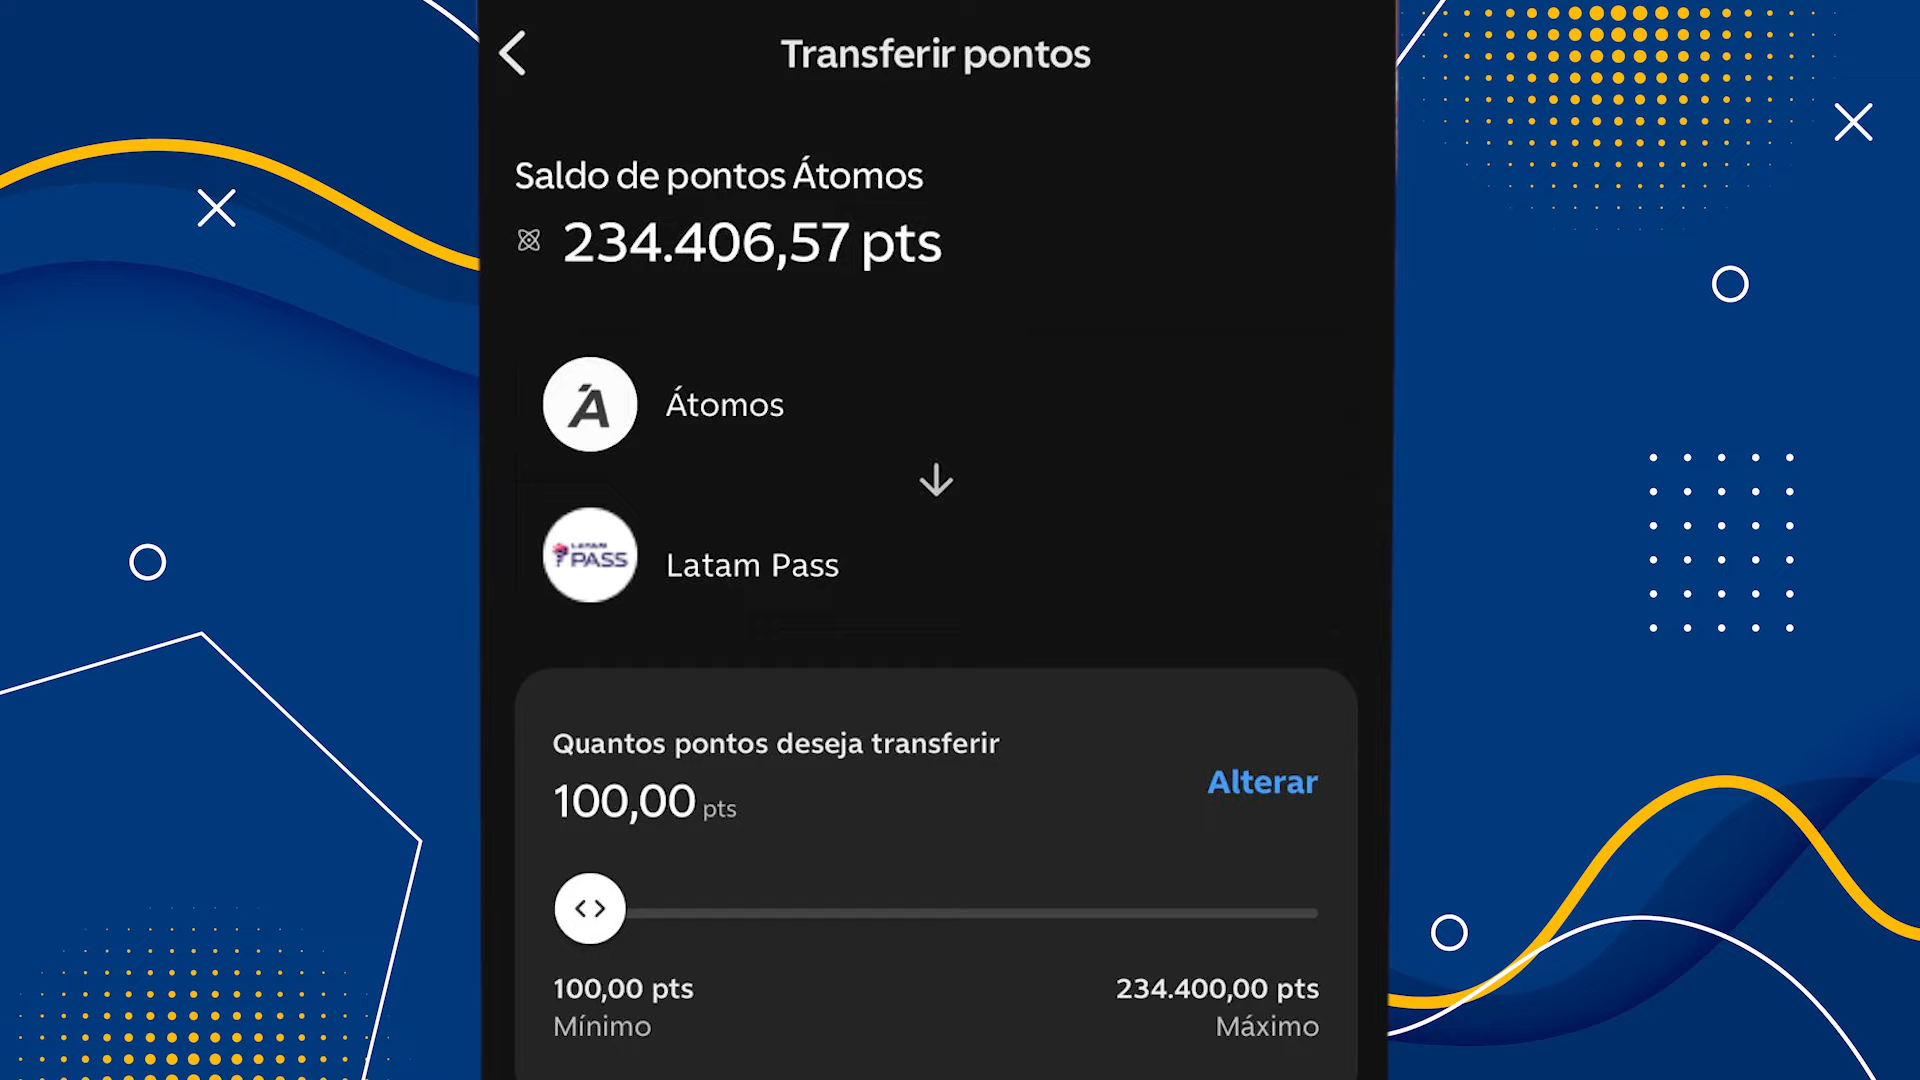 Transferir pontos
Saldo de pontos Átomos
234.406,57 pts
Á
Átomos
LATAM
PASS
Latam Pass
Quantos pontos deseja transferir
100,00 pts
Alterar
100,00 pts
234.400,00 pts
Mínimo
Máximo